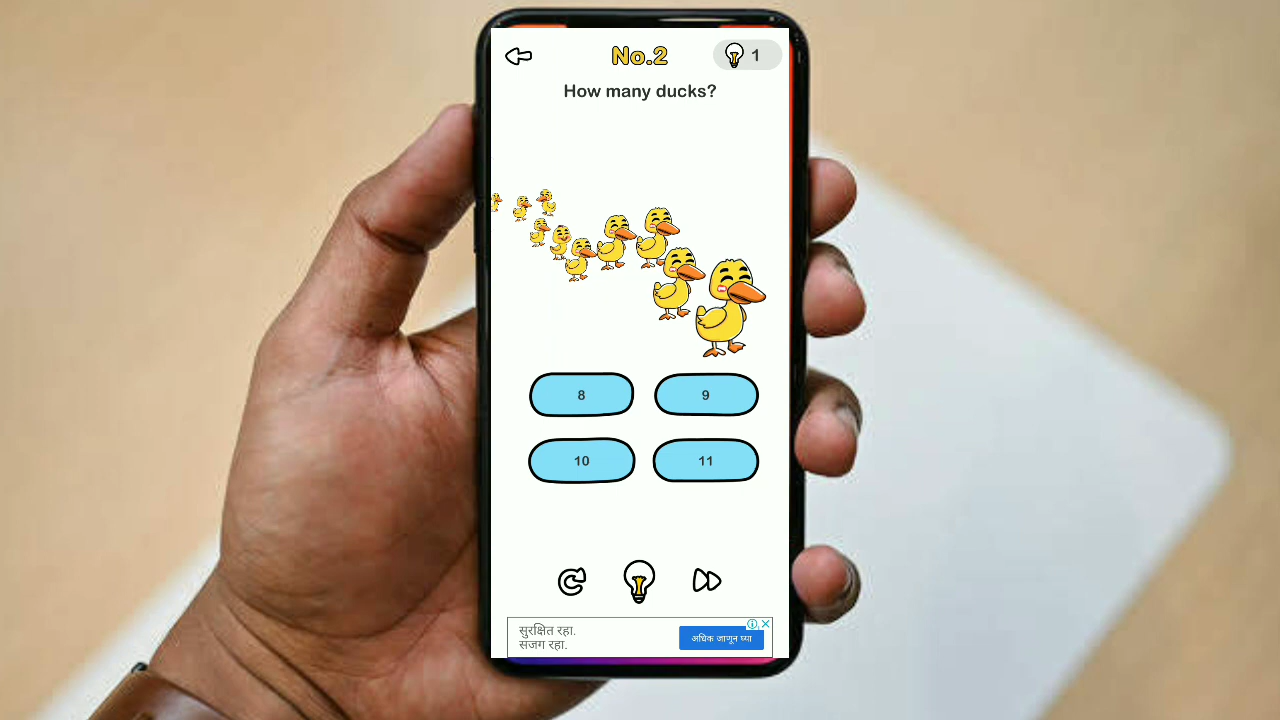 No.2
1
How many ducks?
8
9
10
11
सुरक्षित रहा.
सजग रहा.
अधिक जाणून घ्या